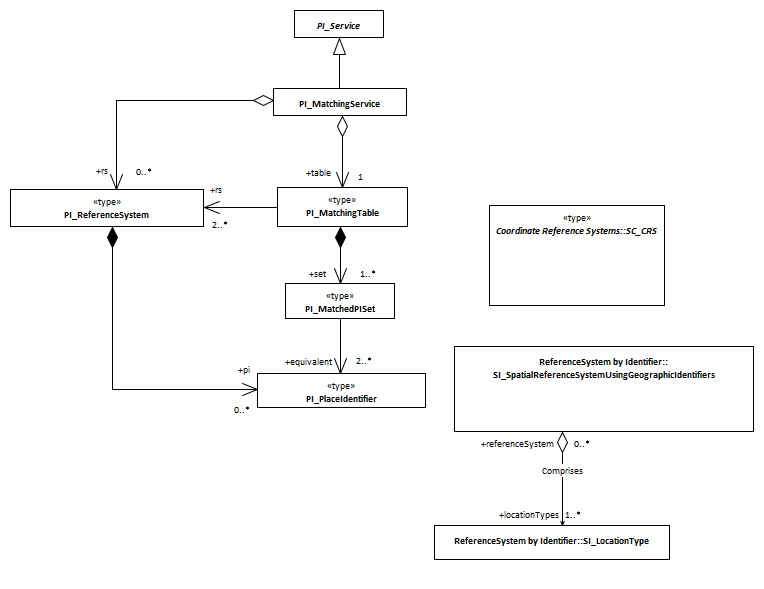 PI_Service
PI_MatchingService
+rs
0..*
+table
1
«type»
PI_ReferenceSystem
+rs
2..*
«type»
PI_MatchingTable
«type»
Coordinate Reference Systems::SC_CRS
+set
1..*
«type»
PI_MatchedPISet
+equivalent
2..*
+pi
0..*
«type»
PI_PlaceIdentifier
ReferenceSystem by Identifier::
SI_SpatialReferenceSystemUsingGeographicIdentifiers
+referenceSystem
0..*
Comprises
+locationTypes
1..*
ReferenceSystem by Identifier::SI_LocationType